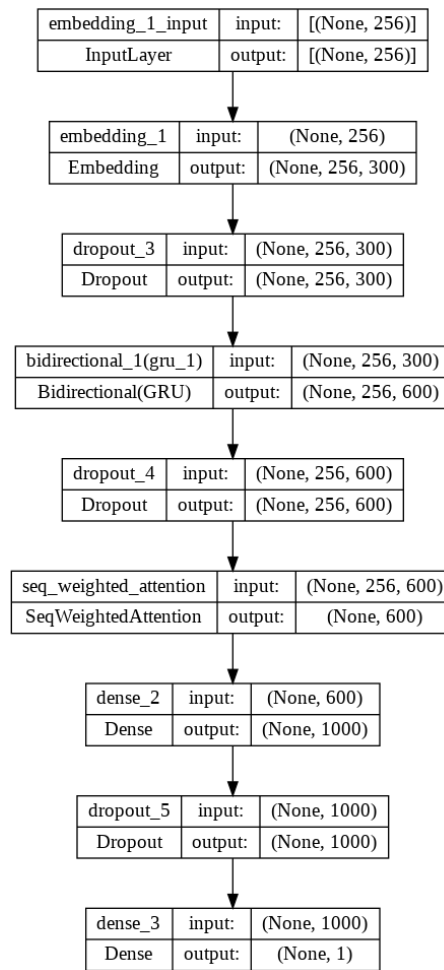 embedding_1_input input: [(None, 256)]
InputLayer output: [(None, 256)]
embedding_1 input: (None, 256)
Embedding output: (None, 256, 300)
dropout_3 input: (None, 256, 300)
Dropout output: (None, 256, 300)
bidirectional_1(gru_1) input: (None, 256, 300)
Bidirectional(GRU) output: (None, 256, 600)
dropout_4 input: (None, 256, 600)
Dropout output: (None, 256, 600)
seq_weighted_attention input: (None, 256, 600)
SeqWeightedAttention output: (None, 600)
dense_2 input: (None, 600)
Dense output: (None, 1000)
dropout_5 input: (None, 1000)
Dropout output: (None, 1000)
dense_3 input: (None, 1000)
Dense output: (None, 1)